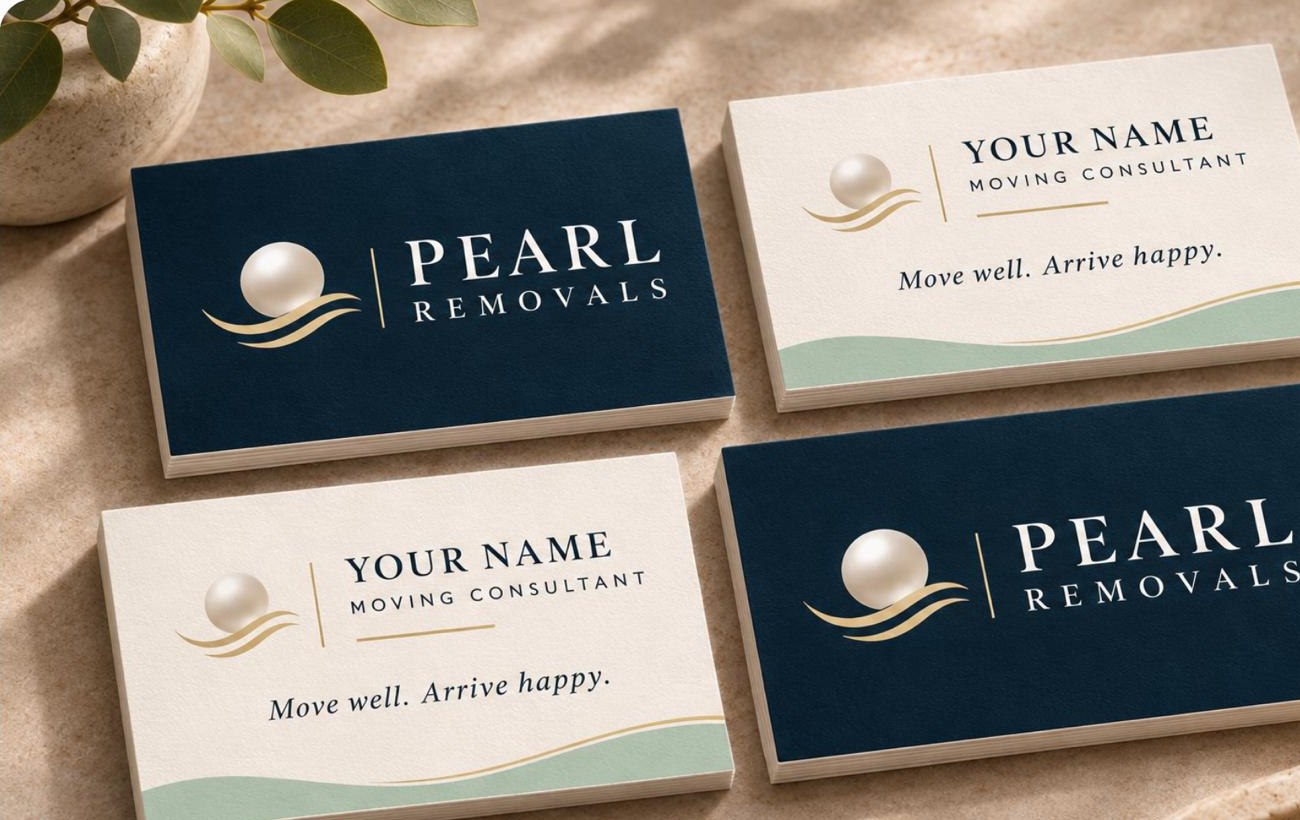 PEARL
REMOVALS
YOUR NAME
MOVING CONSULTANT
Move well. Arrive happy.
YOUR NAME
MOVING CONSULTANT
Move well. Arrive happy.
PEARL
REMOVALS